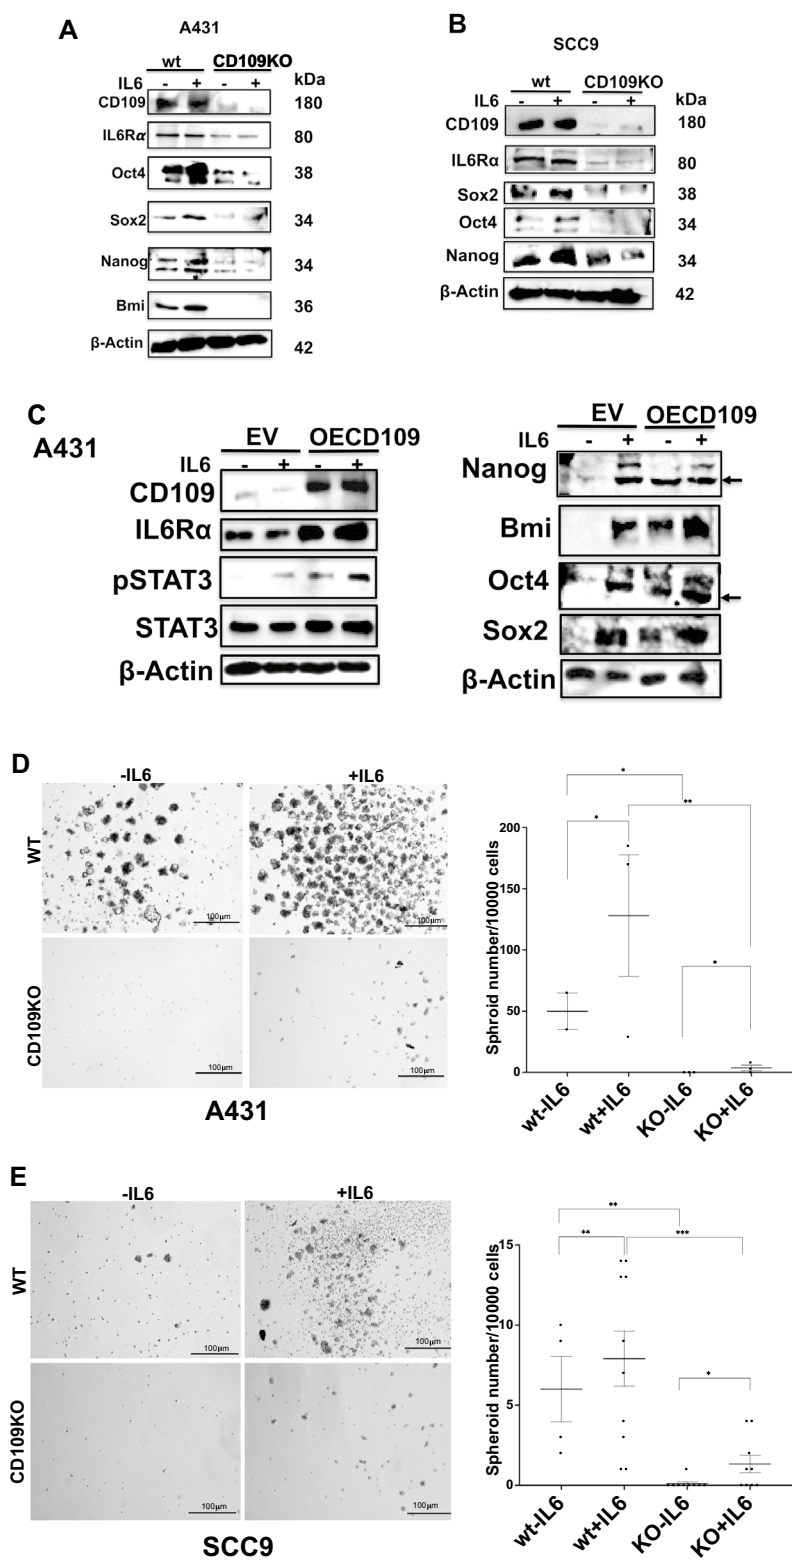 A
A431
wt CD109KO
IL6 - + - + kDa
CD109 180
IL6Rα 80
Oct4 38
Sox2 34
Nanog 34
Bmi 36
β-Actin 42
B
SCC9
wt CD109KO
IL6 - + - + kDa
CD109 180
IL6Rα 80
Sox2 38
Oct4 34
Nanog 34
β-Actin 42
C
A431
EV OECD109
IL6 - + - +
CD109
IL6Rα
pSTAT3
STAT3
β-Actin
EV OECD109
IL6 - + - +
Nanog
Bmi
Oct4
Sox2
β-Actin
D
-IL6 +IL6
WT
100μm 100μm
CD109KO
100μm 100μm
A431
Sphroid number/10000 cells
* ** * *
200
150
100
50
0
wt-IL6 wt+IL6 KO-IL6 KO+IL6
E
-IL6 +IL6
WT
100μm 100μm
CD109KO
100μm 100μm
SCC9
Spheroid number/10000 cells
** ** *** *
15
10
5
0
wt-IL6 wt+IL6 KO-IL6 KO+IL6